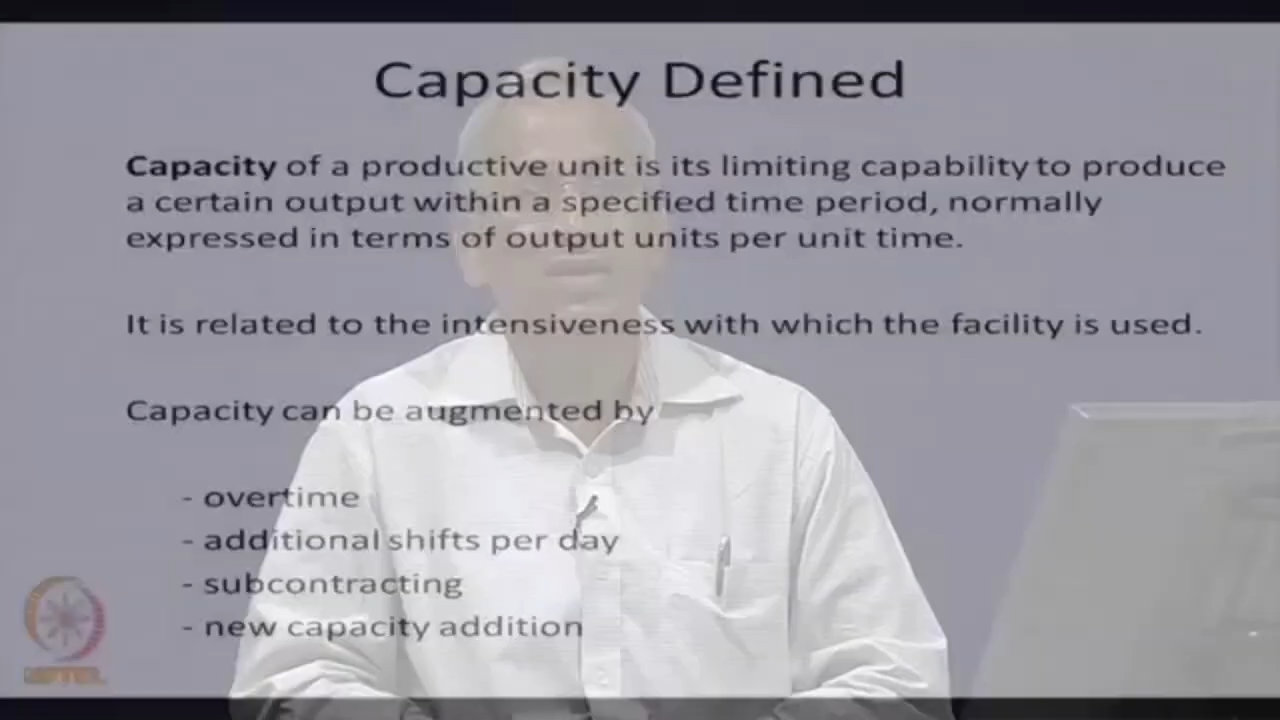 Capacity Defined
Capacity of a productive unit is its limiting capability to produce
a certain output within a specified time period, normally
expressed in terms of output units per unit time.
It is related to the intensiveness with which the facility is used.
Capacity can be augmented by
- overtime
- additional shifts per day
- subcontracting
- new capacity addition
NPTEL